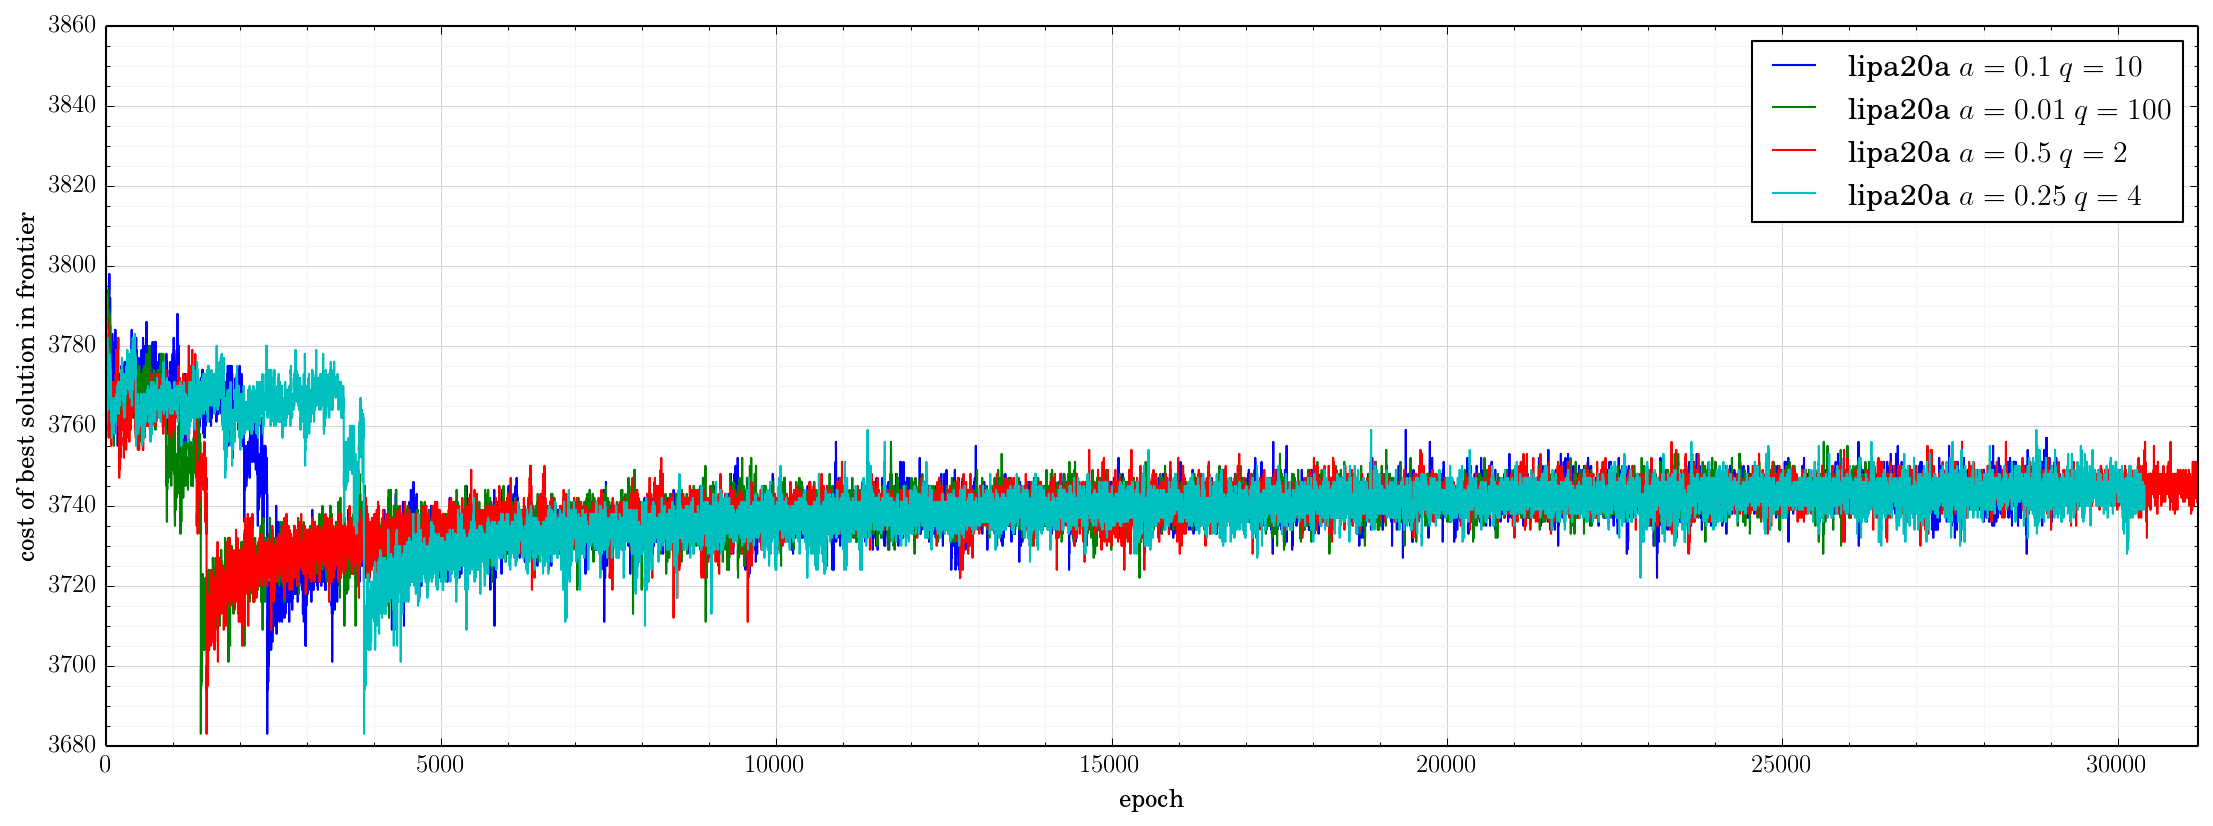 3860
3840
3820
3800
3780
3760
3740
3720
3700
3680
cost of best solution in frontier
lipa20a a = 0.1 q = 10
lipa20a a = 0.01 q = 100
lipa20a a = 0.5 q = 2
lipa20a a = 0.25 q = 4
0 5000 10000 15000 20000 25000 30000
epoch